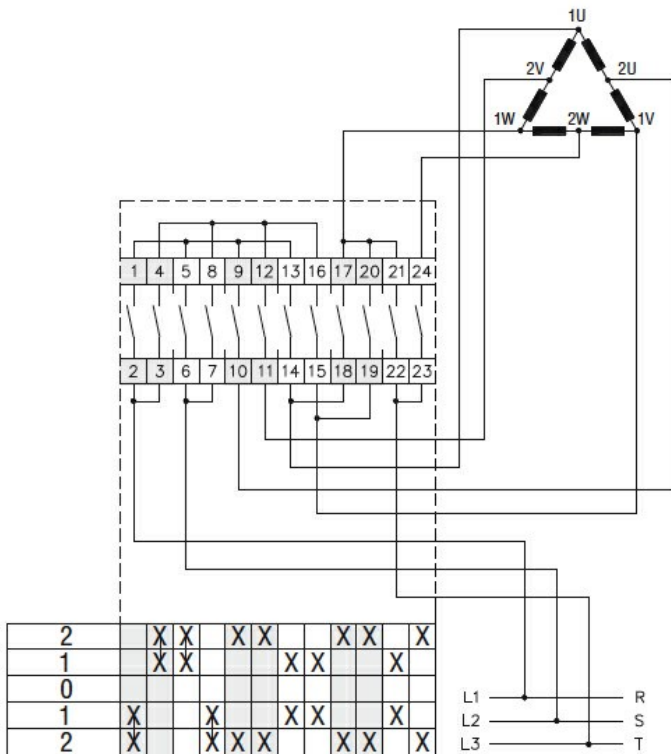 1U
2V 2U
1W 2W 1V
1 4 5 8 9 12 13 16 17 20 21 24
2 3 6 7 10 11 14 15 18 19 22 23
2 X X X X X X X
1 X X X X X
0
1 X X X X X
2 X X X X X X X
L1 R
L2 S
L3 T